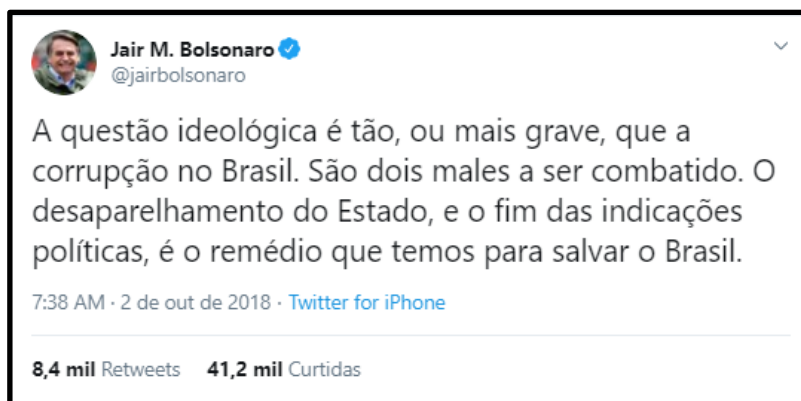 Jair M. Bolsonaro
@jairbolsonaro
A questão ideológica é tão, ou mais grave, que a
corrupção no Brasil. São dois males a ser combatido. O
desaparelhamento do Estado, e o fim das indicações
políticas, é o remédio que temos para salvar o Brasil.
7:38 AM · 2 de out de 2018 · Twitter for iPhone
8,4 mil Retweets 41,2 mil Curtidas